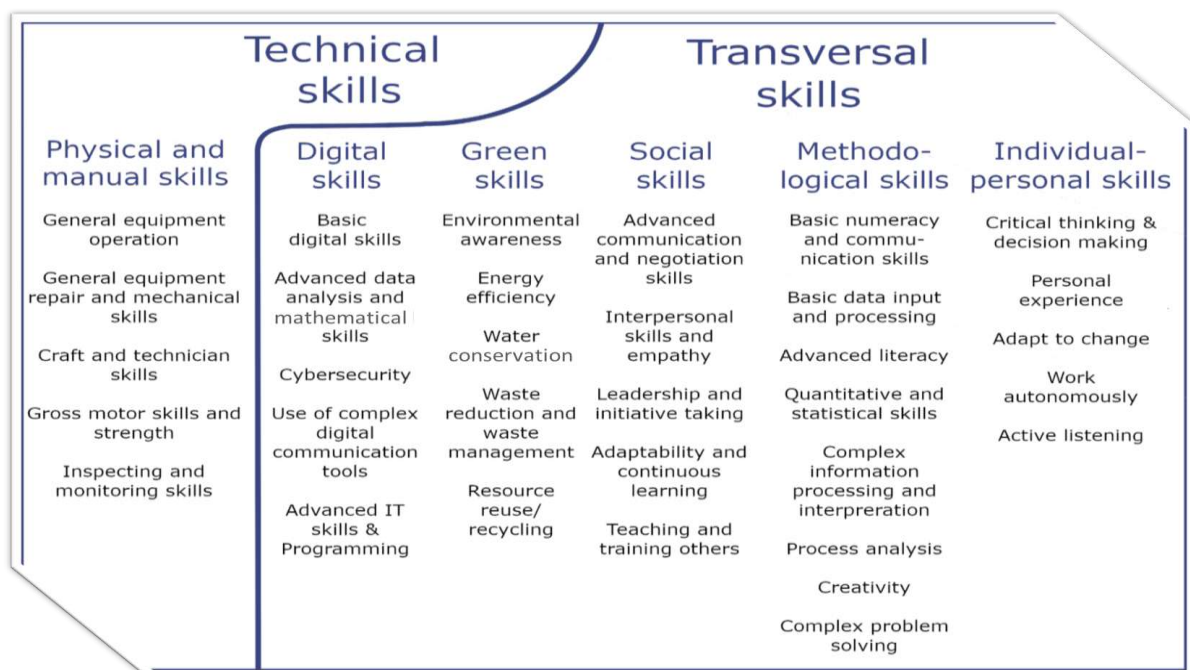 Technical
skills
Transversal
skills
Physical and
manual skills
General equipment
operation
General equipment
repair and mechanical
skills
Craft and technician
skills
Gross motor skills and
strength
Inspecting and
monitoring skills
Digital
skills
Basic
digital skills
Advanced data
analysis and
mathematical
skills
Cybersecurity
Use of complex
digital
communication
tools
Advanced IT
skills &
Programming
Green
skills
Environmental
awareness
Energy
efficiency
Water
conservation
Waste
reduction and
waste
management
Resource
reuse/
recycling
Social
skills
Advanced
communication
and negotiation
skills
Interpersonal
skills and
empathy
Leadership and
initiative taking
Adaptability and
continuous
learning
Teaching and
training others
Methodo-
logical skills
Basic numeracy
and commu-
nication skills
Basic data input
and processing
Advanced literacy
Quantitative and
statistical skills
Complex
information
processing and
interpreration
Process analysis
Creativity
Complex problem
solving
Individual-
personal skills
Critical thinking &
decision making
Personal
experience
Adapt to change
Work
autonomously
Active listening